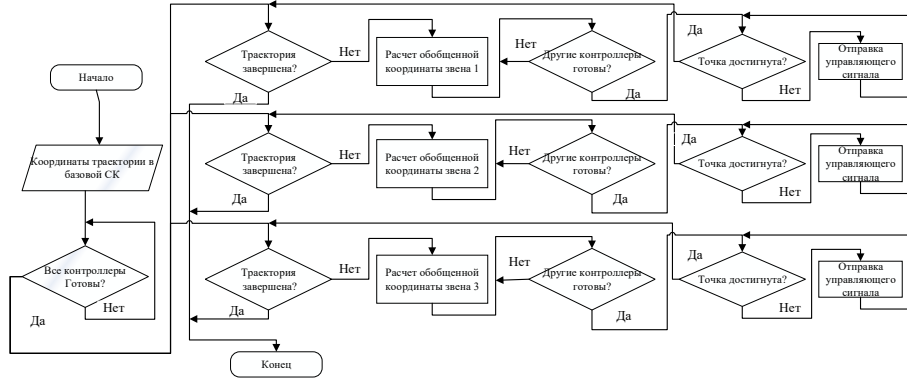 Начало
Координаты траектории в
базовой СК
Все контроллеры
Готовы?
Нет
Да
Траектория
завершена?
Нет
Да
Расчет обобщенной
координаты звена 1
Нет
Другие контроллеры
готовы?
Да
Да
Точка достигнута?
Нет
Отправка
управляющего
сигнала
Траектория
завершена?
Нет
Да
Расчет обобщенной
координаты звена 2
Нет
Другие контроллеры
готовы?
Да
Да
Точка достигнута?
Нет
Отправка
управляющего
сигнала
Траектория
завершена?
Нет
Да
Расчет обобщенной
координаты звена 3
Нет
Другие контроллеры
готовы?
Да
Да
Точка достигнута?
Нет
Отправка
управляющего
сигнала
Конец